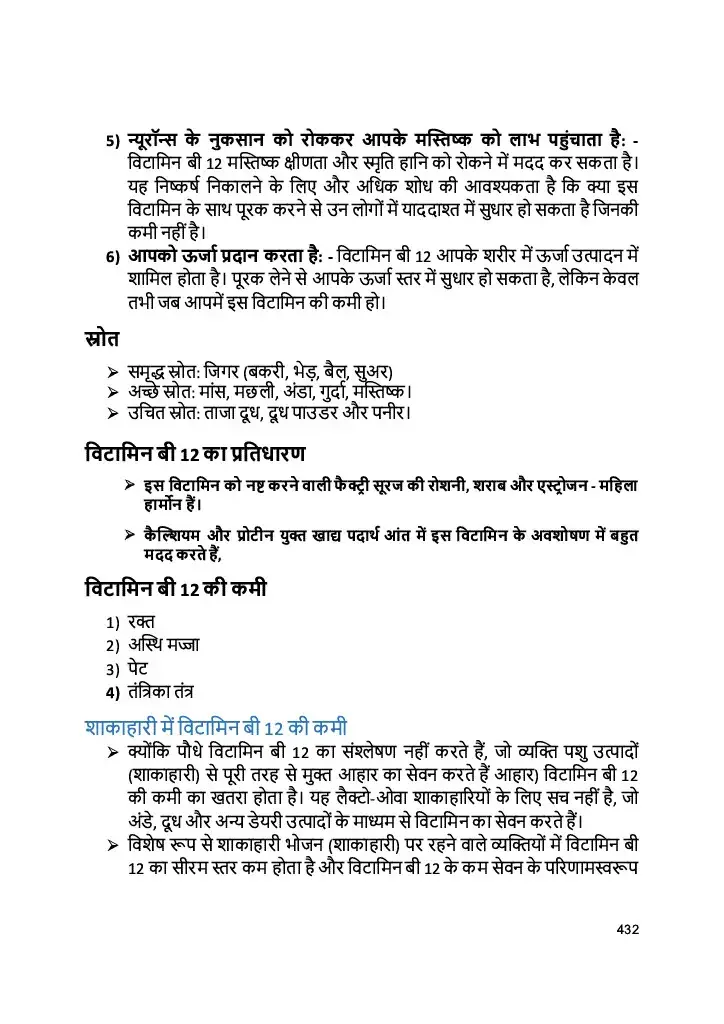 5) न्यूरॉन्स के नुकसान को रोककर आपके मस्तिष्क को लाभ पहुंचाता है: -
विटामिन बी 12 मस्तिष्क क्षीणता और स्मृति हानि को रोकने में मदद कर सकता है।
यह निष्कर्ष निकालने के लिए और अधिक शोध की आवश्यकता है कि क्या इस
विटामिन के साथ पूरक करने से उन लोगों में याददाश्त में सुधार हो सकता है जिनकी
कमी नहीं है।
6) आपको ऊर्जा प्रदान करता है: - विटामिन बी 12 आपके शरीर में ऊर्जा उत्पादन में
शामिल होता है। पूरक लेने से आपके ऊर्जा स्तर में सुधार हो सकता है, लेकिन केवल
तभी जब आपमें इस विटामिन की कमी हो।
स्रोत
➢ समृद्ध स्रोत: जिगर (बकरी, भेड़, बैल, सुअर)
➢ अच्छे स्रोत: मांस, मछली, अंडा, गुर्दा, मस्तिष्क।
➢ उचित स्रोत: ताजा दूध, दूध पाउडर और पनीर।
विटामिन बी 12 का प्रतिधारण
➢ इस विटामिन को नष्ट करने वाली फैक्ट्री सूरज की रोशनी, शराब और एस्ट्रोजन - महिला
हार्मोन हैं।
➢ कैल्शियम और प्रोटीन युक्त खाद्य पदार्थ आंत में इस विटामिन के अवशोषण में बहुत
मदद करते हैं,
विटामिन बी 12 की कमी
1) रक्त
2) अस्थि मज्जा
3) पेट
4) तंत्रिका तंत्र
शाकाहारी में विटामिन बी 12 की कमी
➢ क्योंकि पौधे विटामिन बी 12 का संश्लेषण नहीं करते हैं, जो व्यक्ति पशु उत्पादों
(शाकाहारी) से पूरी तरह से मुक्त आहार का सेवन करते हैं आहार) विटामिन बी 12
की कमी का खतरा होता है। यह लैक्टो-ओवा शाकाहारियों के लिए सच नहीं है, जो
अंडे, दूध और अन्य डेयरी उत्पादों के माध्यम से विटामिन का सेवन करते हैं।
➢ विशेष रूप से शाकाहारी भोजन (शाकाहारी) पर रहने वाले व्यक्तियों में विटामिन बी
12 का सीरम स्तर कम होता है और विटामिन बी 12 के कम सेवन के परिणामस्वरूप
432